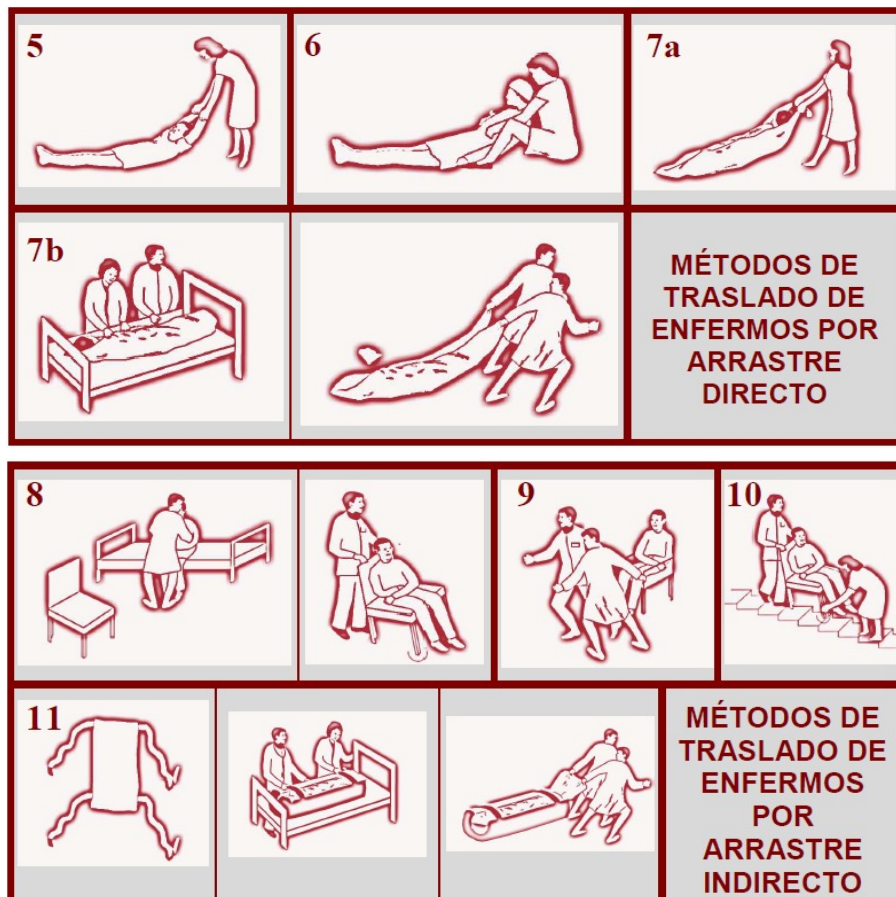 5
6
7a
7b
MÉTODOS DE
TRASLADO DE
ENFERMOS POR
ARRASTRE
DIRECTO
8
9
10
11
MÉTODOS DE
TRASLADO DE
ENFERMOS
POR
ARRASTRE
INDIRECTO